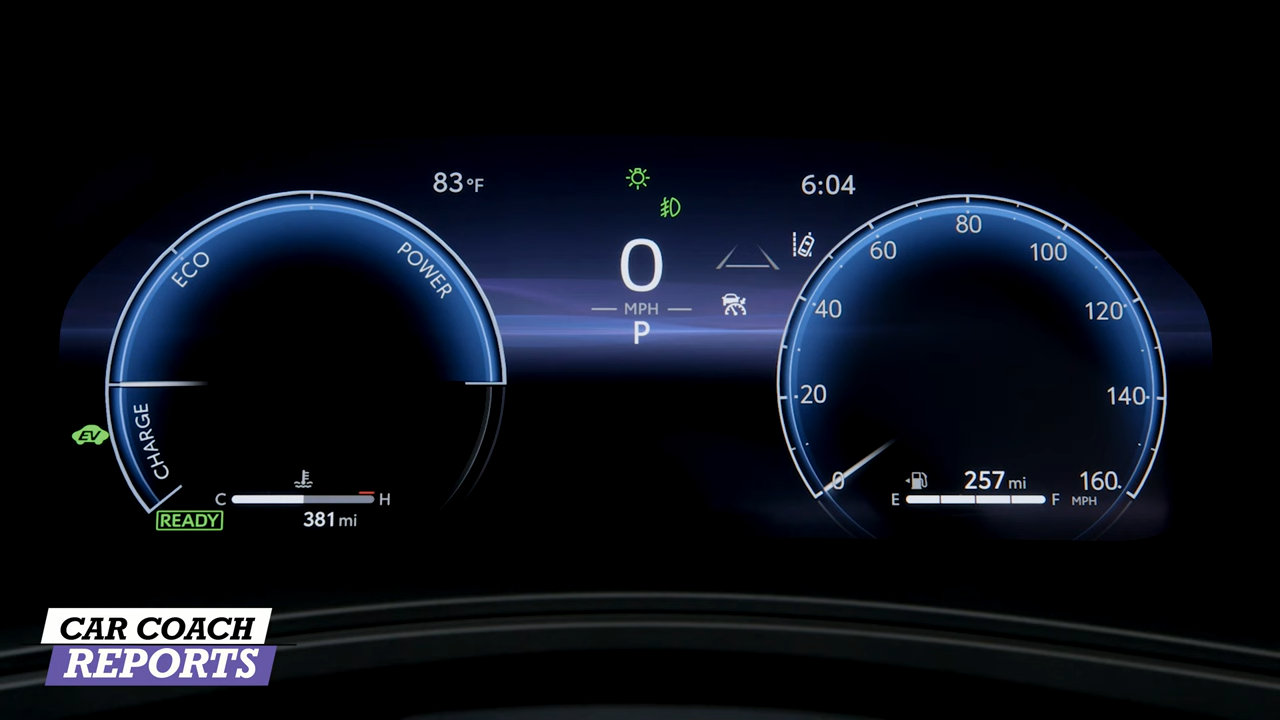 83°F
6:04
ECO
POWER
CHARGE
EV
READY
C
H
381 mi
0
MPH
P
0
20
40
60
80
100
120
140
160
MPH
257 mi
E
F
CAR COACH
REPORTS